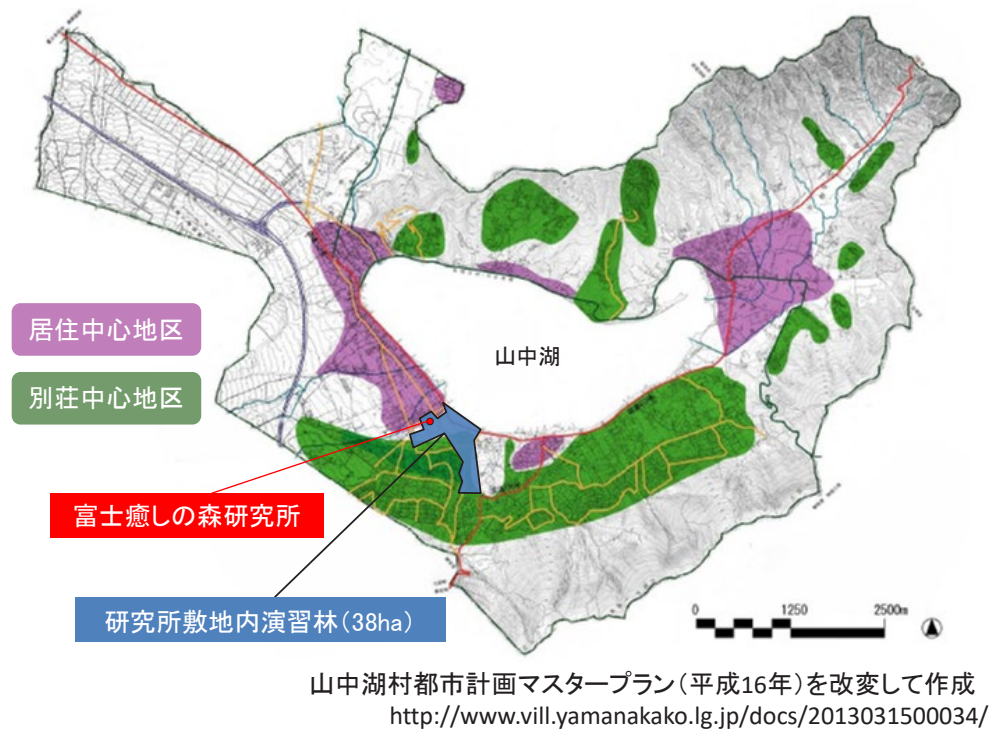 居住中心地区
別荘中心地区
山中湖
富士癒しの森研究所
研究所敷地内演習林(38ha)
0 1250 2500m
山中湖村都市計画マスタープラン(平成16年)を改変して作成
http://www.vill.yamanakako.lg.jp/docs/2013031500034/